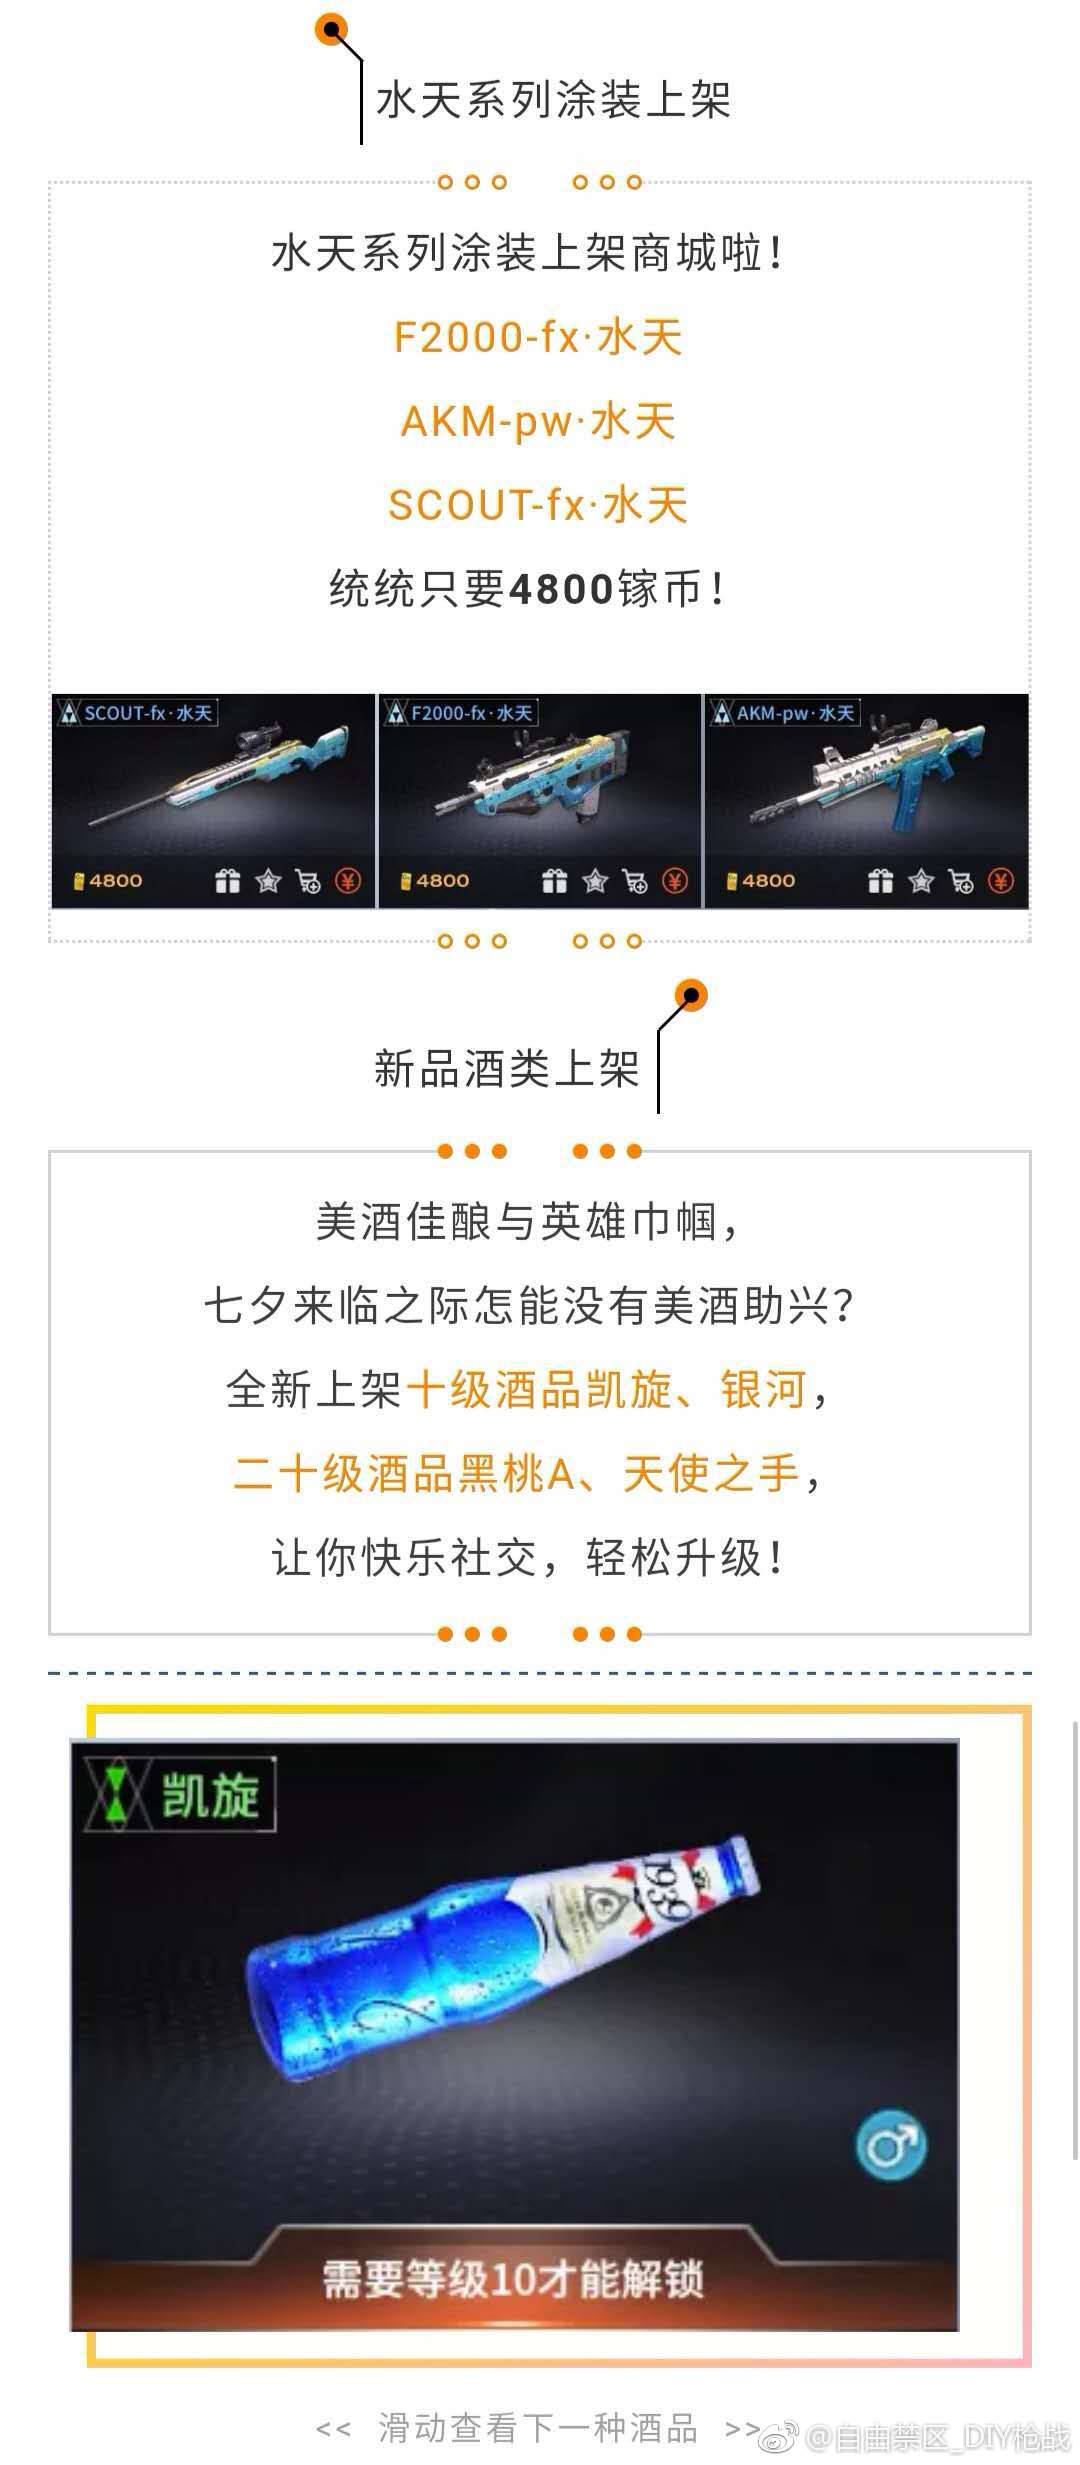 水天系列涂装上架
水天系列涂装上架商城啦！
F2000-fx·水天
AKM-pw·水天
SCOUT-fx·水天
统统只要4800镓币！
SCOUT-fx·水天
F2000-fx·水天
AKM-pw·水天
4800
4800
4800
新品酒类上架
美酒佳酿与英雄巾帼，
七夕来临之际怎能没有美酒助兴？
全新上架十级酒品凯旋、银河，
二十级酒品黑桃A、天使之手，
让你快乐社交，轻松升级！
凯旋
1939
需要等级10才能解锁
<< 滑动查看下一种酒品 >>
@自由禁区_DIY枪战